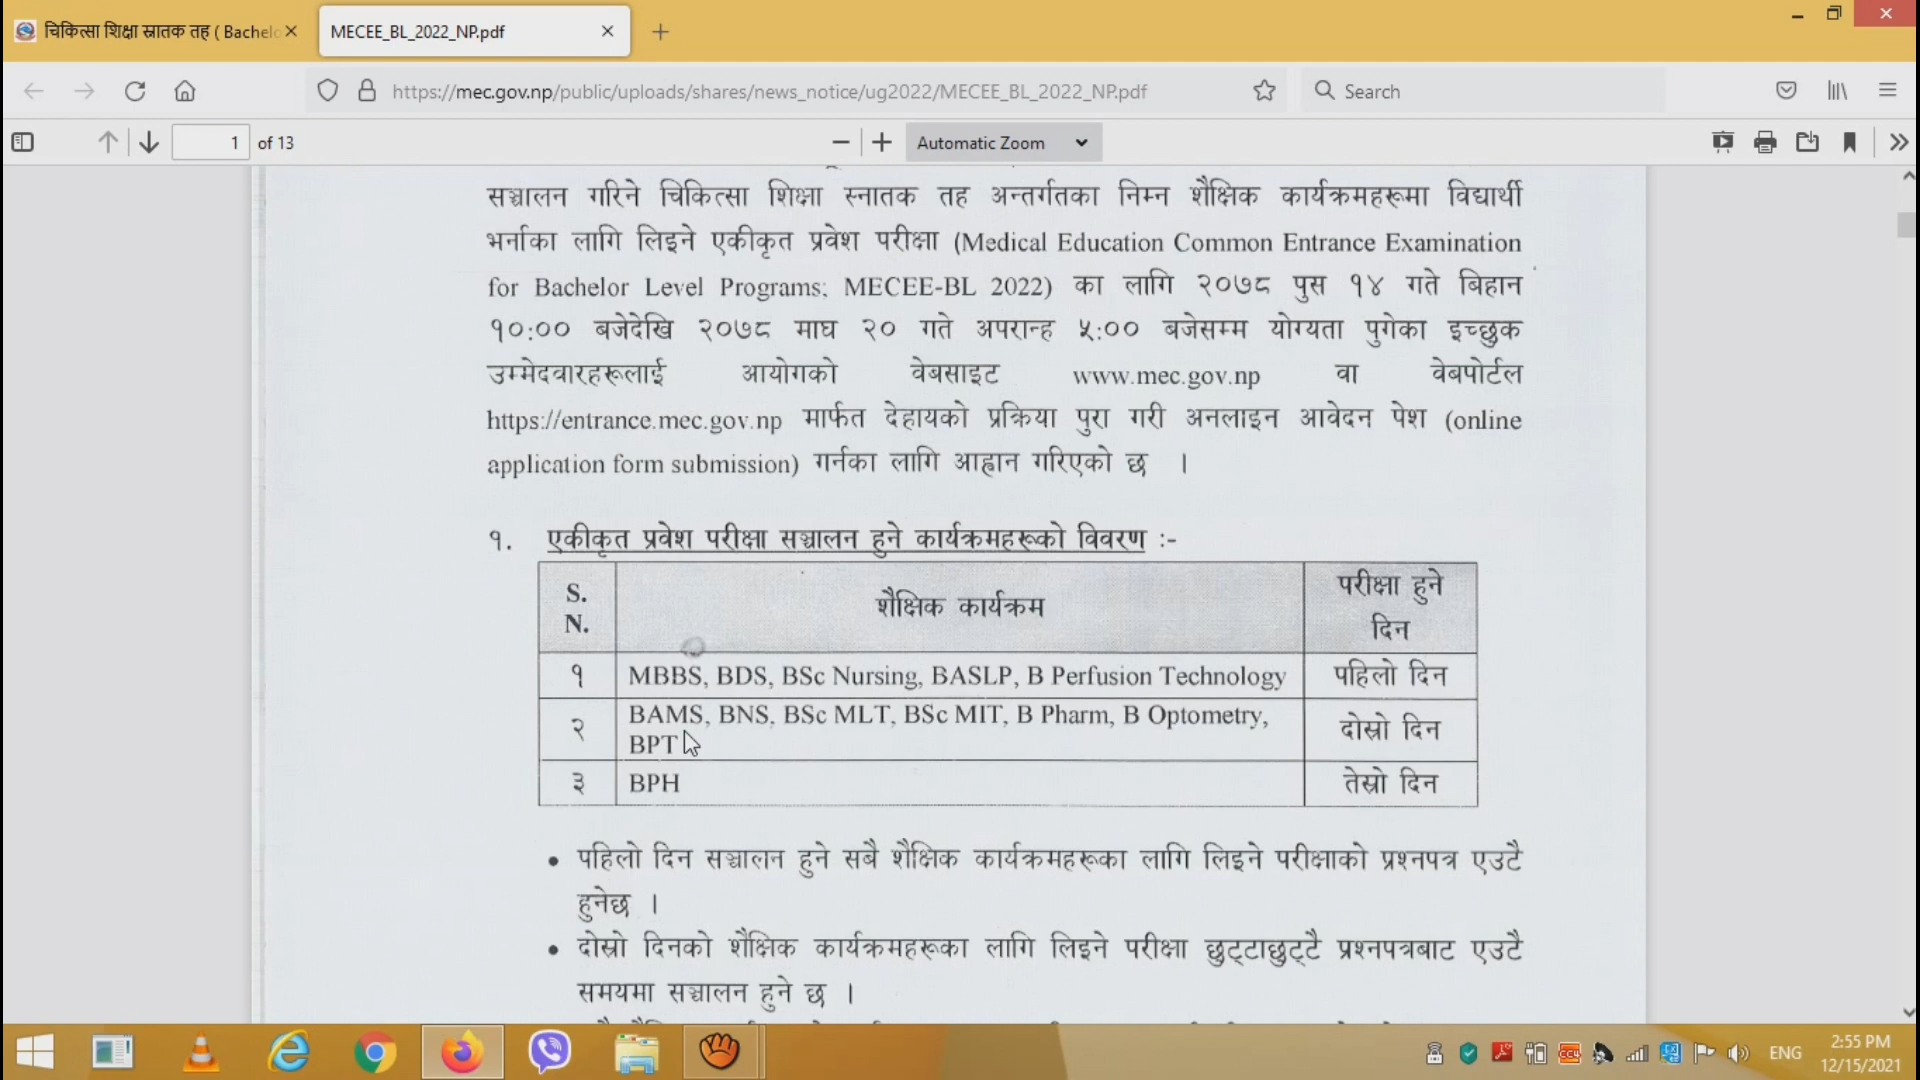 चिकित्सा शिक्षा स्नातक तह ( Bachelo
MECEE_BL_2022_NP.pdf
https://mec.gov.np/public/uploads/shares/news_notice/ug2022/MECEE_BL_2022_NP.pdf
Search
1 of 13
Automatic Zoom
सञ्चालन गरिने चिकित्सा शिक्षा स्नातक तह अन्तर्गतका निम्न शैक्षिक कार्यक्रमहरूमा विद्यार्थी
भर्नाका लागि लिइने एकीकृत प्रवेश परीक्षा (Medical Education Common Entrance Examination
for Bachelor Level Programs: MECEE-BL 2022) का लागि २०७८ पुस १४ गते बिहान
१०:०० बजेदेखि २०७८ माघ २० गते अपरान्ह ५:०० बजेसम्म योग्यता पुगेका इच्छुक
उम्मेदवारहरूलाई आयोगको वेबसाइट www.mec.gov.np वा वेबपोर्टल
https://entrance.mec.gov.np मार्फत देहायको प्रक्रिया पुरा गरी अनलाइन आवेदन पेश (online
application form submission) गर्नका लागि आह्वान गरिएको छ ।
१. एकीकृत प्रवेश परीक्षा सञ्चालन हुने कार्यक्रमहरूको विवरण :-
S. N. शैक्षिक कार्यक्रम परीक्षा हुने दिन
१ MBBS, BDS, BSc Nursing, BASLP, B Perfusion Technology पहिलो दिन
२ BAMS, BNS, BSc MLT, BSc MIT, B Pharm, B Optometry, दोस्रो दिन
BPT
३ BPH तेस्रो दिन
• पहिलो दिन सञ्चालन हुने सबै शैक्षिक कार्यक्रमहरूका लागि लिइने परीक्षाको प्रश्नपत्र एउटै
हुनेछ ।
• दोस्रो दिनको शैक्षिक कार्यक्रमहरूका लागि लिइने परीक्षा छुट्टाछुट्टै प्रश्नपत्रबाट एउटै
समयमा सञ्चालन हुने छ ।
ENG
2:55 PM
12/15/2021